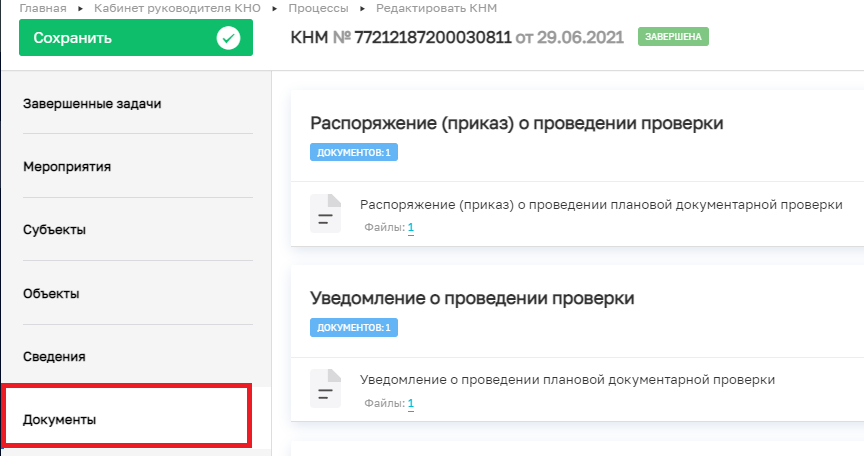 Главная ▸ Кабинет руководителя КНО ▸ Процессы ▸ Редактировать КНМ
Сохранить
КНМ № 77212187200030811 от 29.06.2021 ЗАВЕРШЕНА
Завершенные задачи
Мероприятия
Субъекты
Объекты
Сведения
Документы
Распоряжение (приказ) о проведении проверки
ДОКУМЕНТОВ: 1
Распоряжение (приказ) о проведении плановой документарной проверки
Файлы: 1
Уведомление о проведении проверки
ДОКУМЕНТОВ: 1
Уведомление о проведении плановой документарной проверки
Файлы: 1